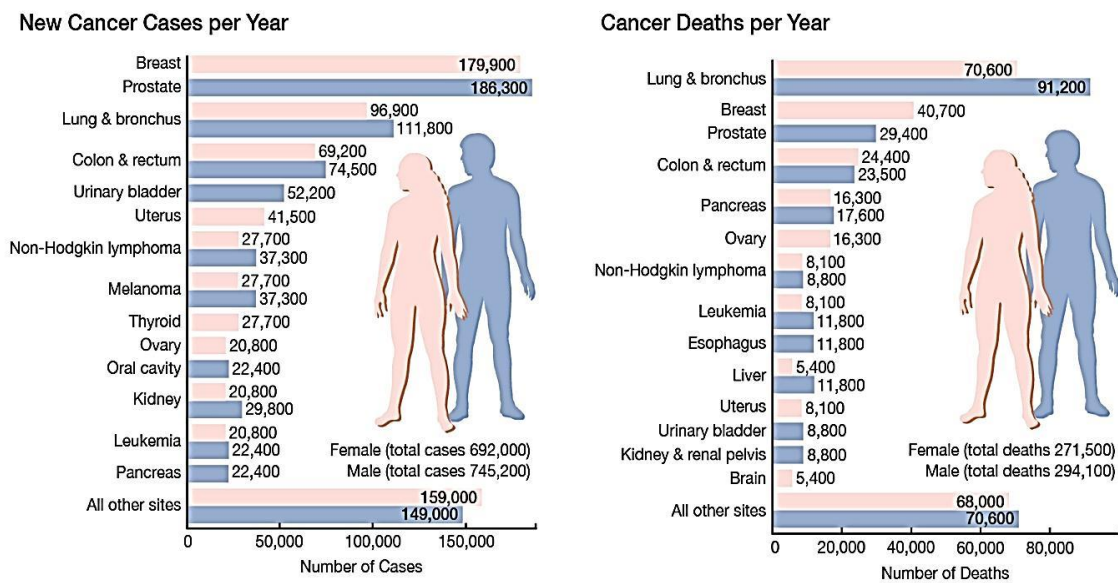 New Cancer Cases per Year
Breast
179,900
Prostate
186,300
Lung & bronchus
96,900
111,800
Colon & rectum
69,200
74,500
Urinary bladder
52,200
Uterus
41,500
Non-Hodgkin lymphoma
27,700
37,300
Melanoma
27,700
37,300
Thyroid
27,700
Ovary
20,800
Oral cavity
22,400
Kidney
20,800
29,800
Leukemia
20,800
22,400
Pancreas
22,400
All other sites
159,000
149,000
Female (total cases 692,000)
Male (total cases 745,200)
0
50,000
100,000
150,000
Number of Cases
Cancer Deaths per Year
Lung & bronchus
70,600
91,200
Breast
40,700
Prostate
29,400
Colon & rectum
24,400
23,500
Pancreas
16,300
17,600
Ovary
16,300
Non-Hodgkin lymphoma
8,100
8,800
Leukemia
8,100
11,800
Esophagus
11,800
Liver
5,400
11,800
Uterus
8,100
Urinary bladder
8,800
Kidney & renal pelvis
8,800
Brain
5,400
All other sites
68,000
70,600
Female (total deaths 271,500)
Male (total deaths 294,100)
0
20,000
40,000
60,000
80,000
Number of Deaths